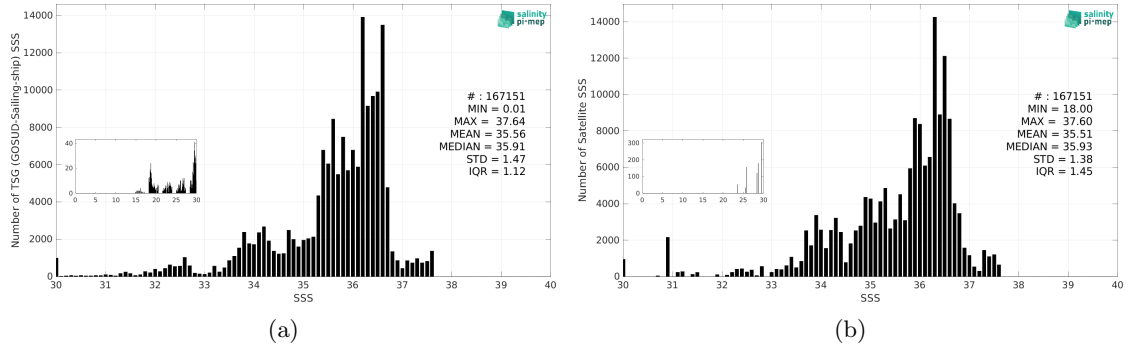 14000
12000
10000
8000
6000
4000
2000
0
Number of TSG (GOSUD-Sailing-ship) SSS
salinity
pi-mep
# : 167151
MIN = 0.01
MAX = 37.64
MEAN = 35.56
MEDIAN = 35.91
STD = 1.47
IQR = 1.12
40
20
0
0 5 10 15 20 25 30
30 31 32 33 34 35 36 37 38 39 40
SSS
(a)
14000
12000
10000
8000
6000
4000
2000
0
Number of Satellite SSS
salinity
pi-mep
# : 167151
MIN = 18.00
MAX = 37.60
MEAN = 35.51
MEDIAN = 35.93
STD = 1.38
IQR = 1.45
300
200
100
0
0 5 10 15 20 25 30
30 31 32 33 34 35 36 37 38 39 40
SSS
(b)